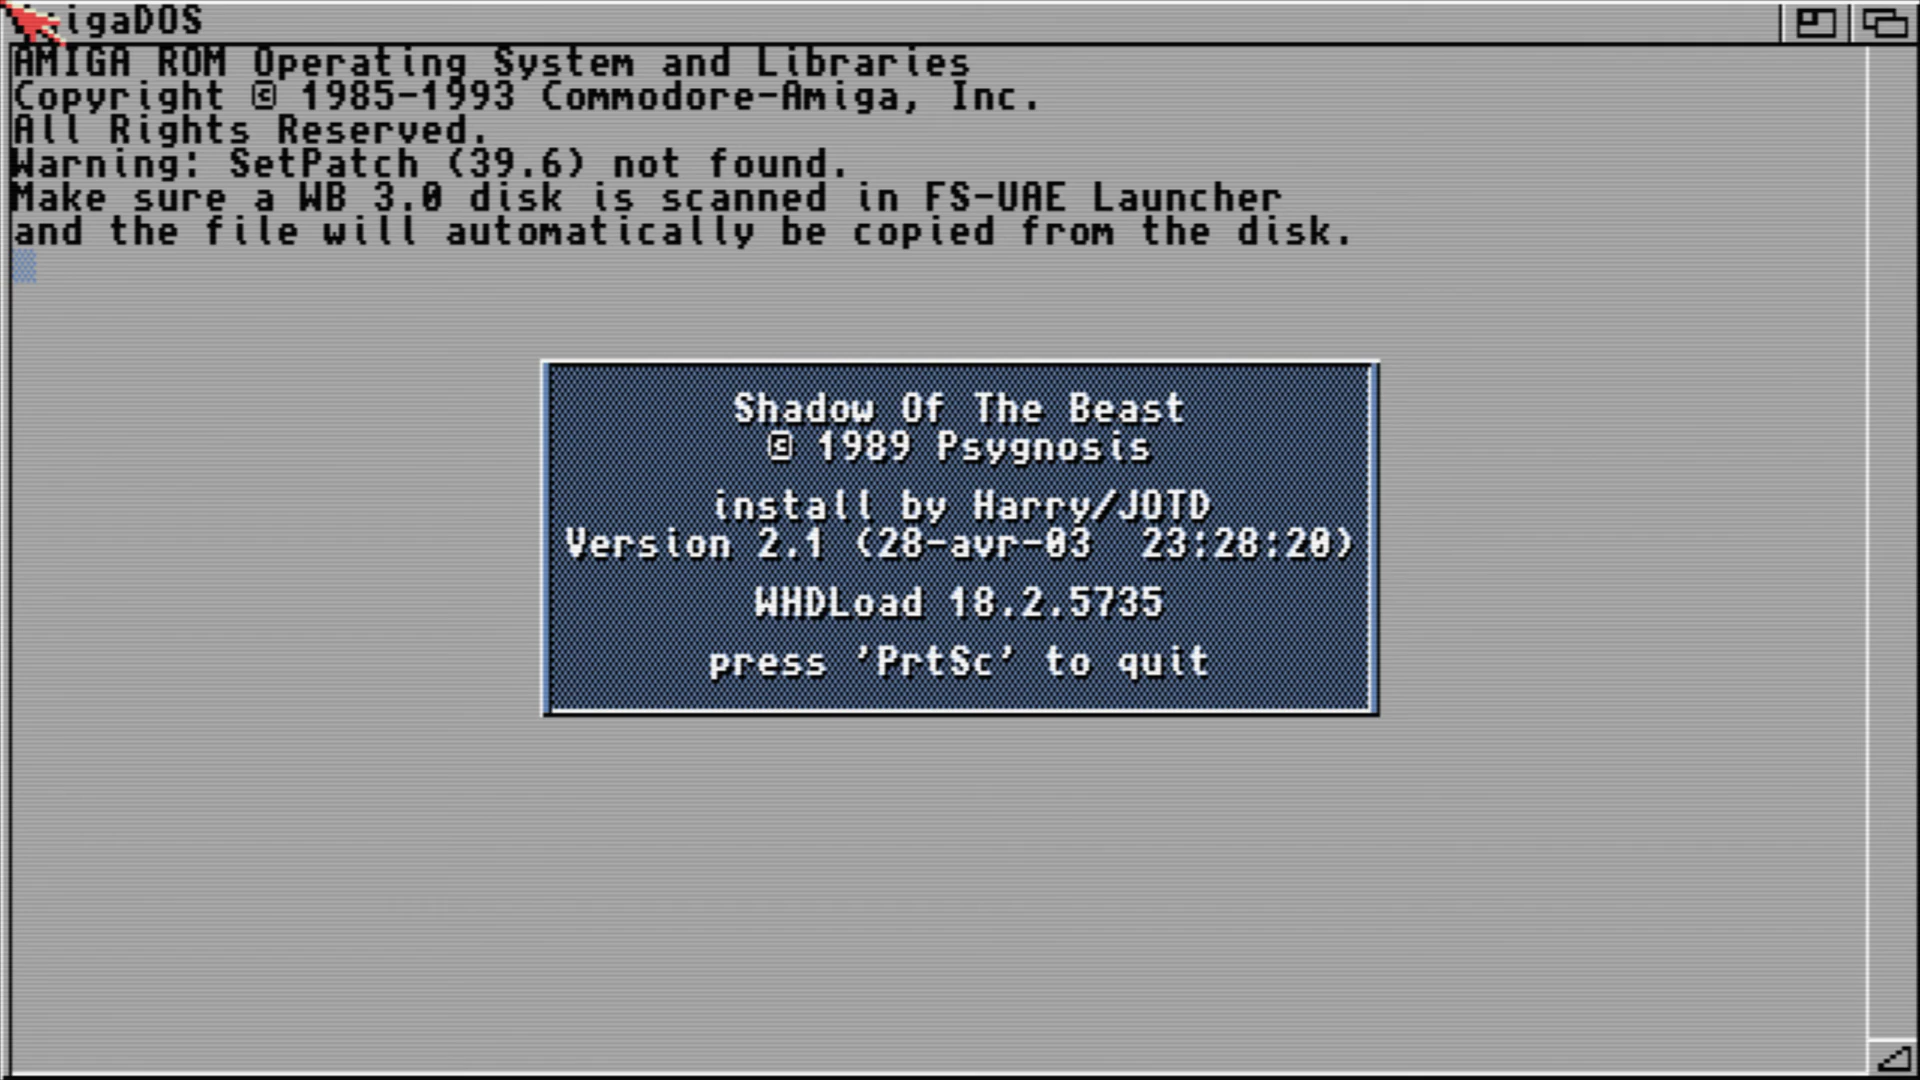 igaDOS
AMIGA ROM Operating System and Libraries
Copyright © 1985-1993 Commodore-Amiga, Inc.
All Rights Reserved.
Warning: SetPatch (39.6) not found.
Make sure a WB 3.0 disk is scanned in FS-UAE Launcher
and the file will automatically be copied from the disk.
Shadow Of The Beast
© 1989 Psygnosis
install by Harry/JOTD
Version 2.1 (28-avr-03  23:28:20)
WHDLoad 18.2.5735
press 'PrtSc' to quit